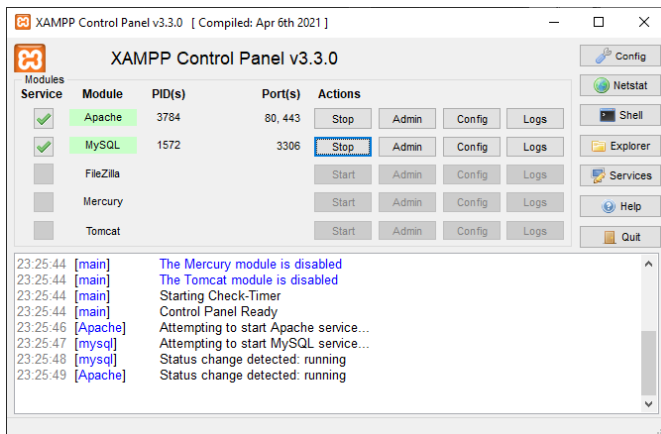 XAMPP Control Panel v3.3.0 [ Compiled: Apr 6th 2021 ]
XAMPP Control Panel v3.3.0
Config
Modules
Service Module PID(s) Port(s) Actions
Netstat
Apache 3784 80, 443 Stop Admin Config Logs
Shell
MySQL 1572 3306 Stop Admin Config Logs
Explorer
FileZilla Start Admin Config Logs
Services
Mercury Start Admin Config Logs
Help
Tomcat Start Admin Config Logs
Quit
23:25:44 [main] The Mercury module is disabled
23:25:44 [main] The Tomcat module is disabled
23:25:44 [main] Starting Check-Timer
23:25:44 [main] Control Panel Ready
23:25:46 [Apache] Attempting to start Apache service...
23:25:47 [mysql] Attempting to start MySQL service...
23:25:48 [mysql] Status change detected: running
23:25:49 [Apache] Status change detected: running